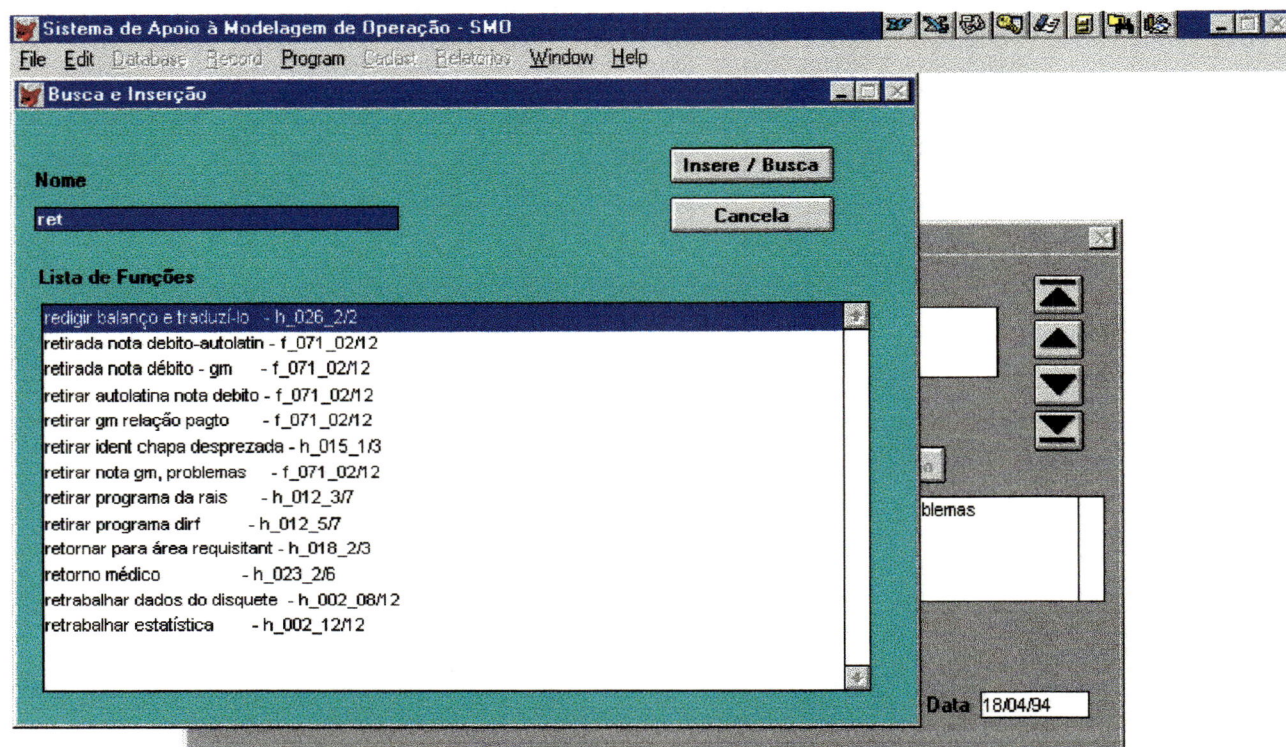 Sistema de Apoio à Modelagem de Operação - SMO
File Edit Database Record Program Cadast Relatórios Window Help
Busca e Inserção
Nome
Insere / Busca
ret
Cancela
Lista de Funções
redigir balanço e traduzí-lo - h_026_2/2
retirada nota debito-autolatin - f_071_02/12
retirada nota débito - gm - f_071_02/12
retirar autolatina nota debito - f_071_02/12
retirar gm relação pagto - f_071_02/12
retirar ident chapa desprezada - h_015_1/3
retirar nota gm, problemas - f_071_02/12
retirar programa da rais - h_012_3/7
retirar programa dirf - h_012_5/7
retornar para área requisitant - h_018_2/3
retorno médico - h_023_2/6
retrabalhar dados do disquete - h_002_08/12
retrabalhar estatística - h_002_12/12
blemas
Data 18/04/94